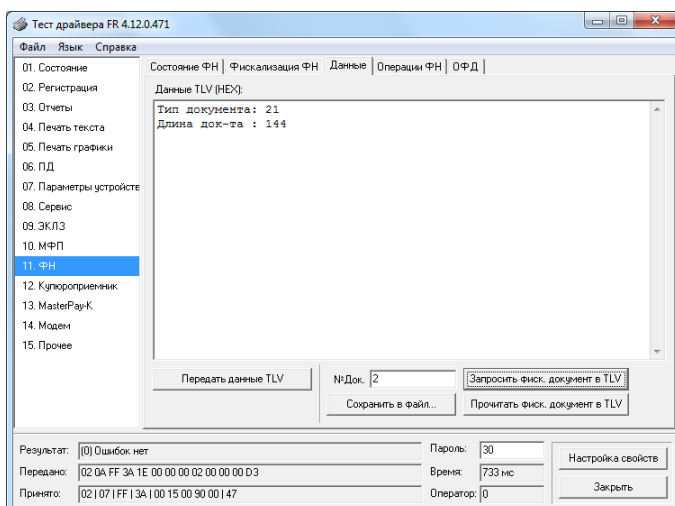 Тест драйвера FR 4.12.0.471
Файл Язык Справка
01. Состояние
02. Регистрация
03. Отчеты
04. Печать текста
05. Печать графики
06. ПД
07. Параметры устройств
08. Сервис
09. ЭКЛЗ
10. МФП
11. ФН
12. Купюроприемник
13. MasterPay-K
14. Модем
15. Прочее
Состояние ФН Фискализация ФН Данные Операции ФН ОФД
Данные TLV (HEX):
Тип документа: 21
Длина док-та : 144
Передать данные TLV
№Док. 2
Запросить фиск. документ в TLV
Сохранить в файл...
Прочитать фиск. документ в TLV
Результат: (0) Ошибок нет
Передано: 02 0A FF 3A 1E 00 00 00 02 00 00 00 D3
Принято: 02 | 07 | FF | 3A | 00 15 00 90 00 | 47
Пароль: 30
Время: 733 мс
Оператор: 0
Настройка свойств
Закрыть